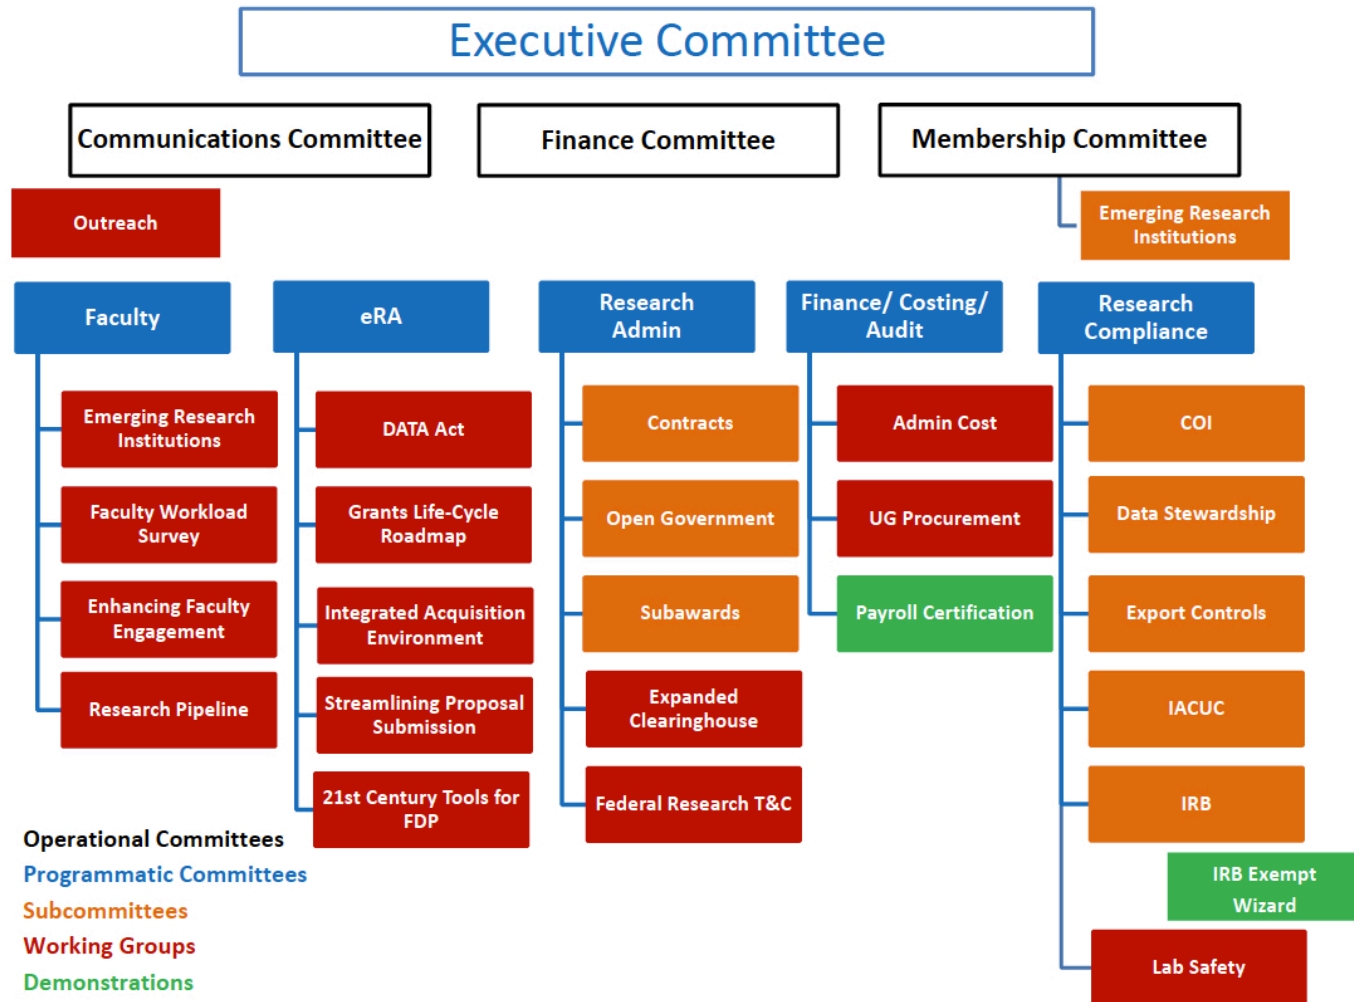 Executive Committee
Communications Committee
Finance Committee
Membership Committee
Outreach
Emerging Research
Institutions
Faculty
eRA
Research
Admin
Finance/ Costing/
Audit
Research
Compliance
Emerging Research
Institutions
Faculty Workload
Survey
Enhancing Faculty
Engagement
Research Pipeline
DATA Act
Grants Life-Cycle
Roadmap
Integrated Acquisition
Environment
Streamlining Proposal
Submission
21st Century Tools for
FDP
Contracts
Open Government
Subawards
Expanded
Clearinghouse
Federal Research T&C
Admin Cost
UG Procurement
Payroll Certification
COI
Data Stewardship
Export Controls
IACUC
IRB
IRB Exempt
Wizard
Lab Safety
Operational Committees
Programmatic Committees
Subcommittees
Working Groups
Demonstrations